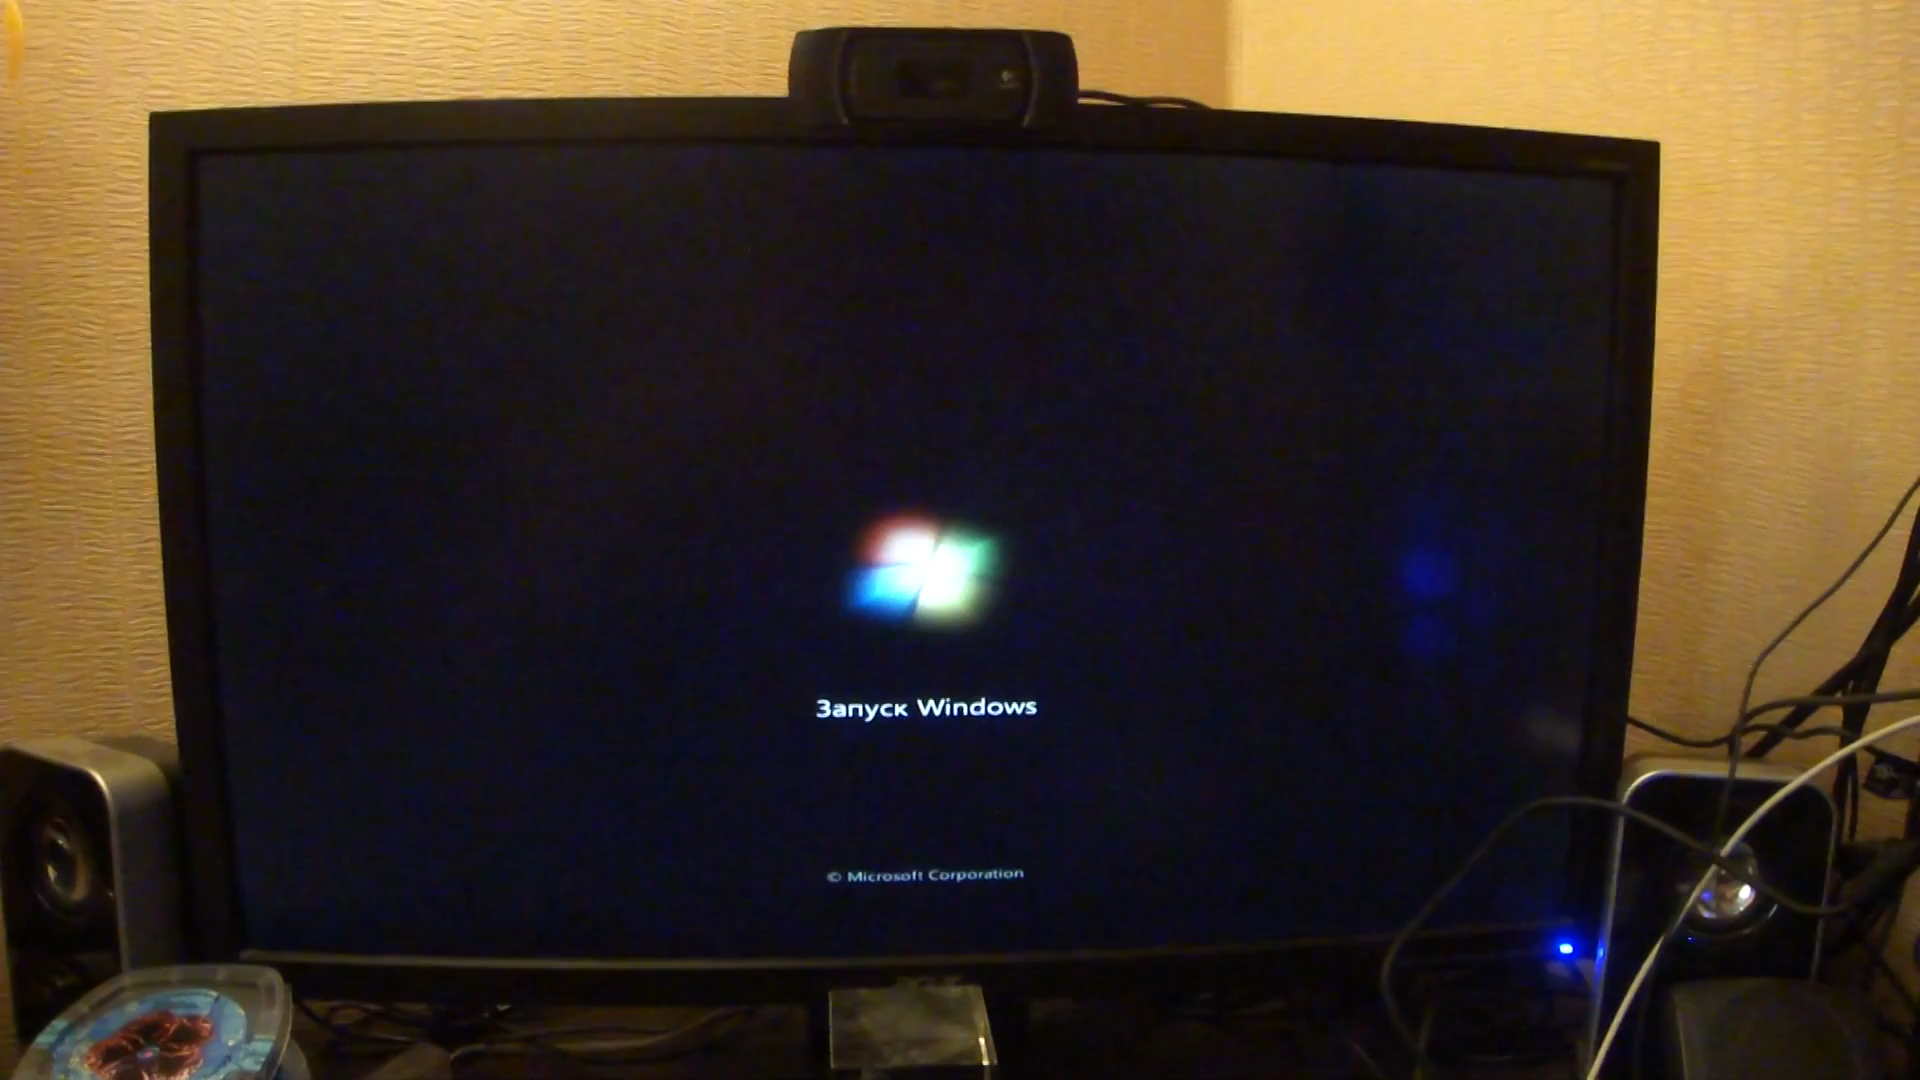 Запуск Windows
© Microsoft Corporation